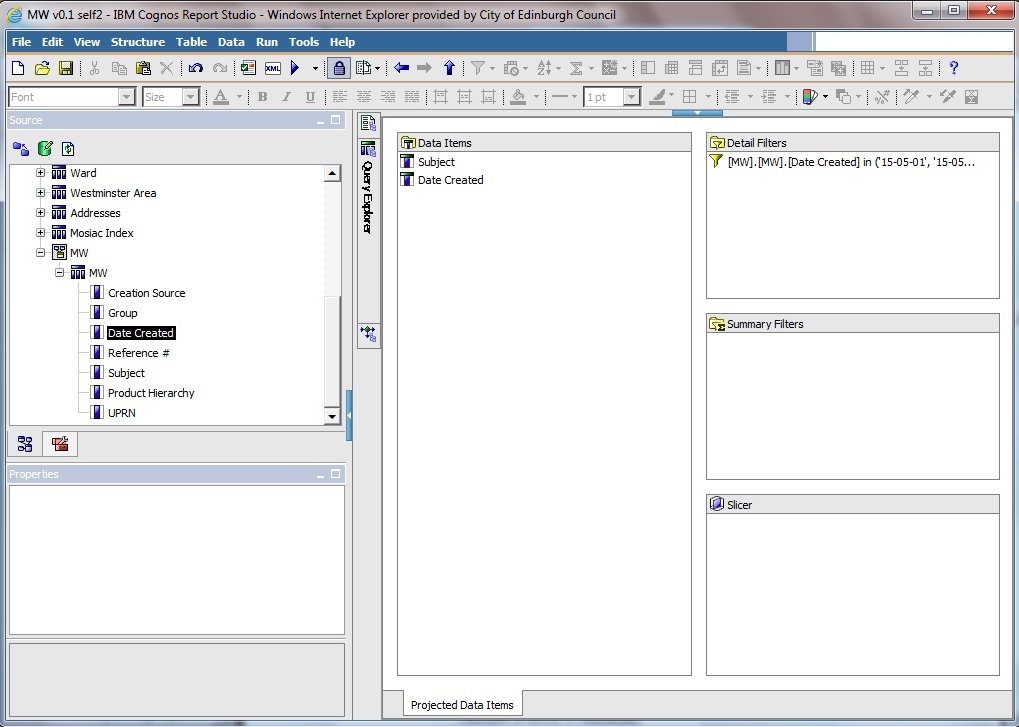 MW v0.1 self2 - IBM Cognos Report Studio - Windows Internet Explorer provided by City of Edinburgh Council
File Edit View Structure Table Data Run Tools Help
XML
Font Size A B I U 1 pt
Source
Ward
Westminster Area
Addresses
Mosiac Index
MW
MW
Creation Source
Group
Date Created
Reference #
Subject
Product Hierarchy
UPRN
Properties
Query Explorer
Data Items
Subject
Date Created
Detail Filters
[MW].[MW].[Date Created] in ('15-05-01', '15-05...
Summary Filters
Slicer
Projected Data Items